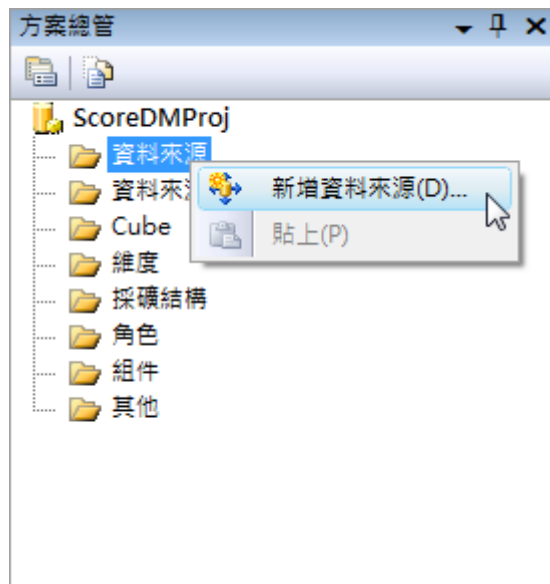 方案總管
ScoreDMProj
資料來源
資料來
新增資料來源(D)...
Cube
貼上(P)
維度
採礦結構
角色
組件
其他